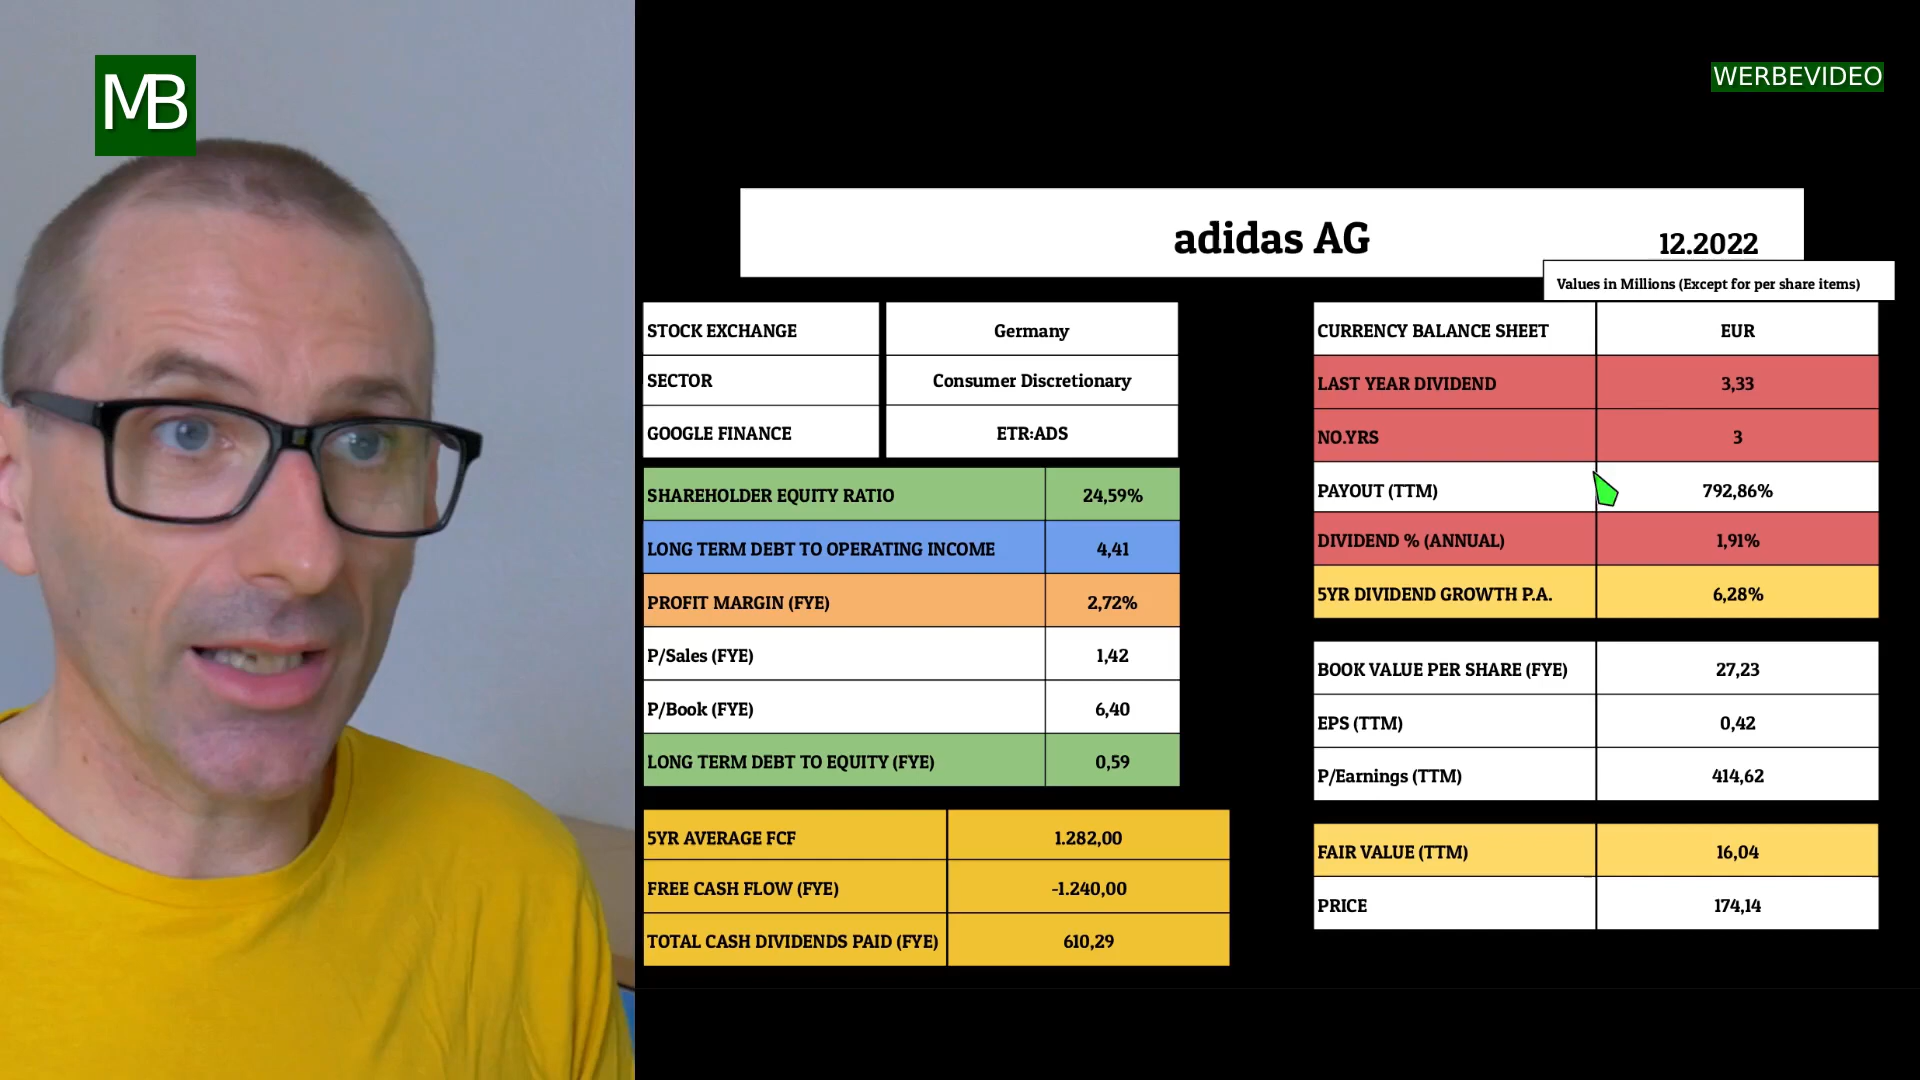 MB
WERBEVIDEO
adidas AG 12.2022
Values in Millions (Except for per share items)
STOCK EXCHANGE Germany
SECTOR Consumer Discretionary
GOOGLE FINANCE ETR:ADS
SHAREHOLDER EQUITY RATIO 24,59%
LONG TERM DEBT TO OPERATING INCOME 4,41
PROFIT MARGIN (FYE) 2,72%
P/Sales (FYE) 1,42
P/Book (FYE) 6,40
LONG TERM DEBT TO EQUITY (FYE) 0,59
5YR AVERAGE FCF 1.282,00
FREE CASH FLOW (FYE) -1.240,00
TOTAL CASH DIVIDENDS PAID (FYE) 610,29
CURRENCY BALANCE SHEET EUR
LAST YEAR DIVIDEND 3,33
NO.YRS 3
PAYOUT (TTM) 792,86%
DIVIDEND % (ANNUAL) 1,91%
5YR DIVIDEND GROWTH P.A. 6,28%
BOOK VALUE PER SHARE (FYE) 27,23
EPS (TTM) 0,42
P/Earnings (TTM) 414,62
FAIR VALUE (TTM) 16,04
PRICE 174,14